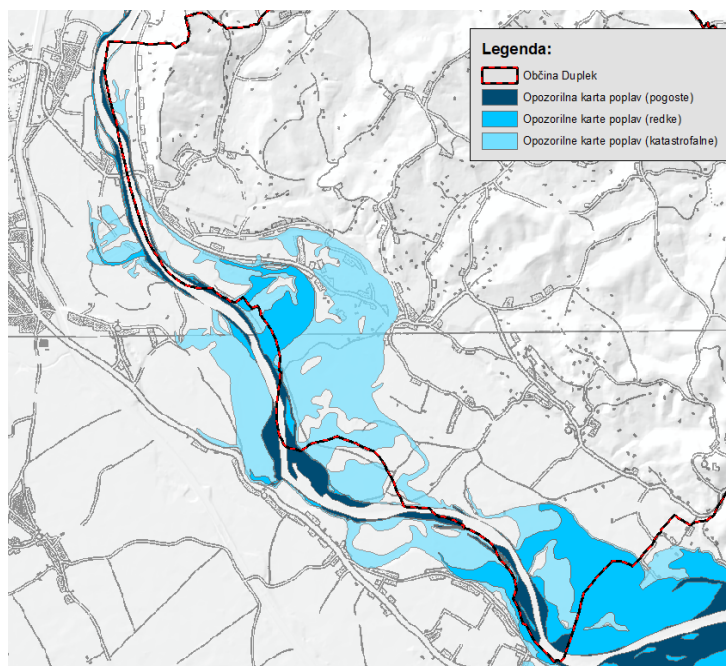 Legenda:
Občina Duplek
Opozorilna karta poplav (pogoste)
Opozorilne karte poplav (redke)
Opozorilne karte poplav (katastrofalne)